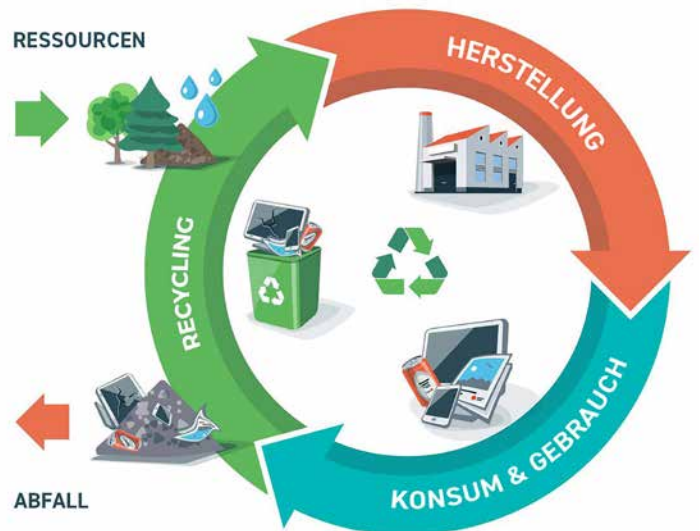 RESSOURCEN
HERSTELLUNG
RECYCLING
KONSUM & GEBRAUCH
ABFALL